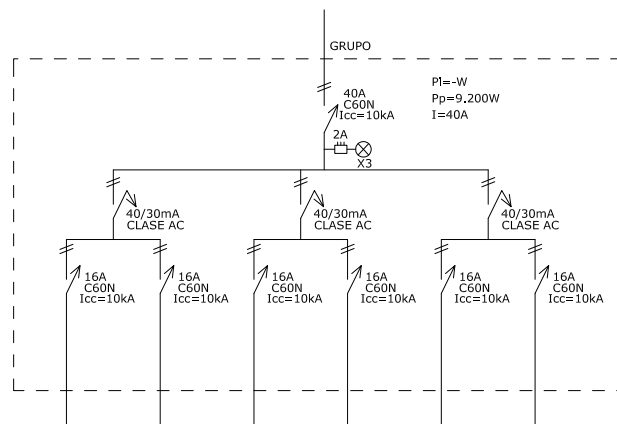 GRUPO
40A
C60N
Icc=10kA
P1=-W
Pp=9.200W
I=40A
2A
X3
40/30mA
CLASE AC
40/30mA
CLASE AC
40/30mA
CLASE AC
16A
C60N
Icc=10kA
16A
C60N
Icc=10kA
16A
C60N
Icc=10kA
16A
C60N
Icc=10kA
16A
C60N
Icc=10kA
16A
C60N
Icc=10kA